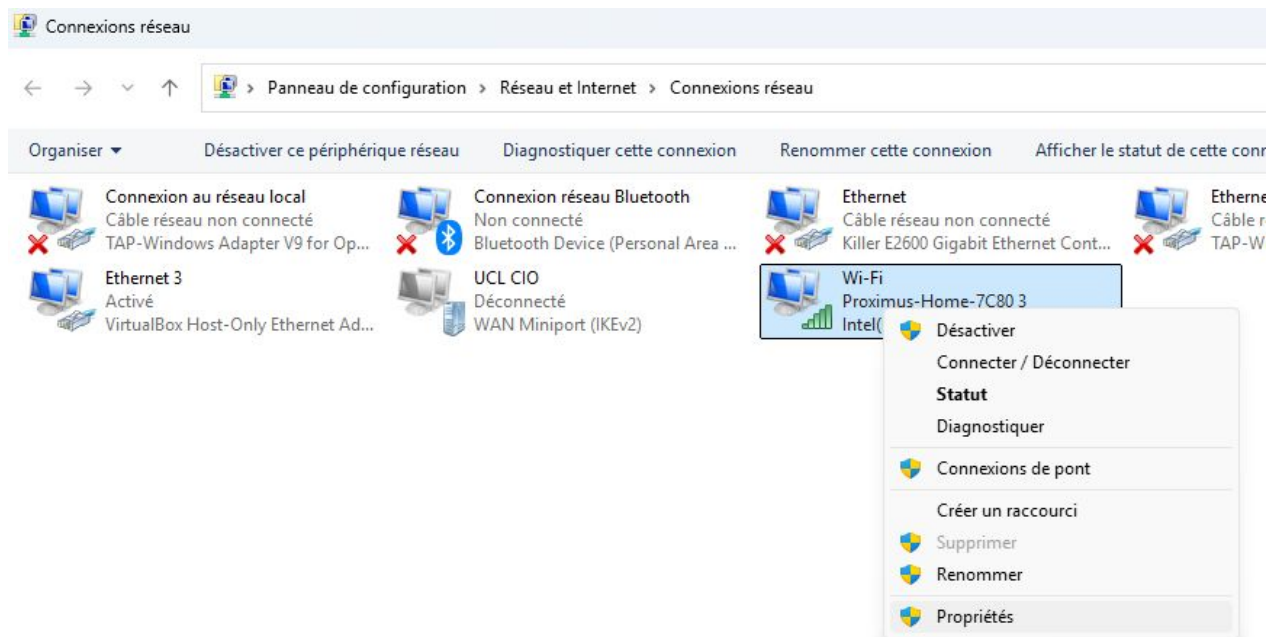 Connexions réseau
Panneau de configuration > Réseau et Internet > Connexions réseau
Organiser Désactiver ce périphérique réseau Diagnostiquer cette connexion Renommer cette connexion Afficher le statut de cette conn
Connexion au réseau local
Câble réseau non connecté
TAP-Windows Adapter V9 for Op...
Connexion réseau Bluetooth
Non connecté
Bluetooth Device (Personal Area ...
Ethernet
Câble réseau non connecté
Killer E2600 Gigabit Ethernet Cont...
Etherne
Câble r
TAP-W
Ethernet 3
Activé
VirtualBox Host-Only Ethernet Ad...
UCL CIO
Déconnecté
WAN Miniport (IKEv2)
Wi-Fi
Proximus-Home-7C80 3
Intel(
Désactiver
Connecter / Déconnecter
Statut
Diagnostiquer
Connexions de pont
Créer un raccourci
Supprimer
Renommer
Propriétés